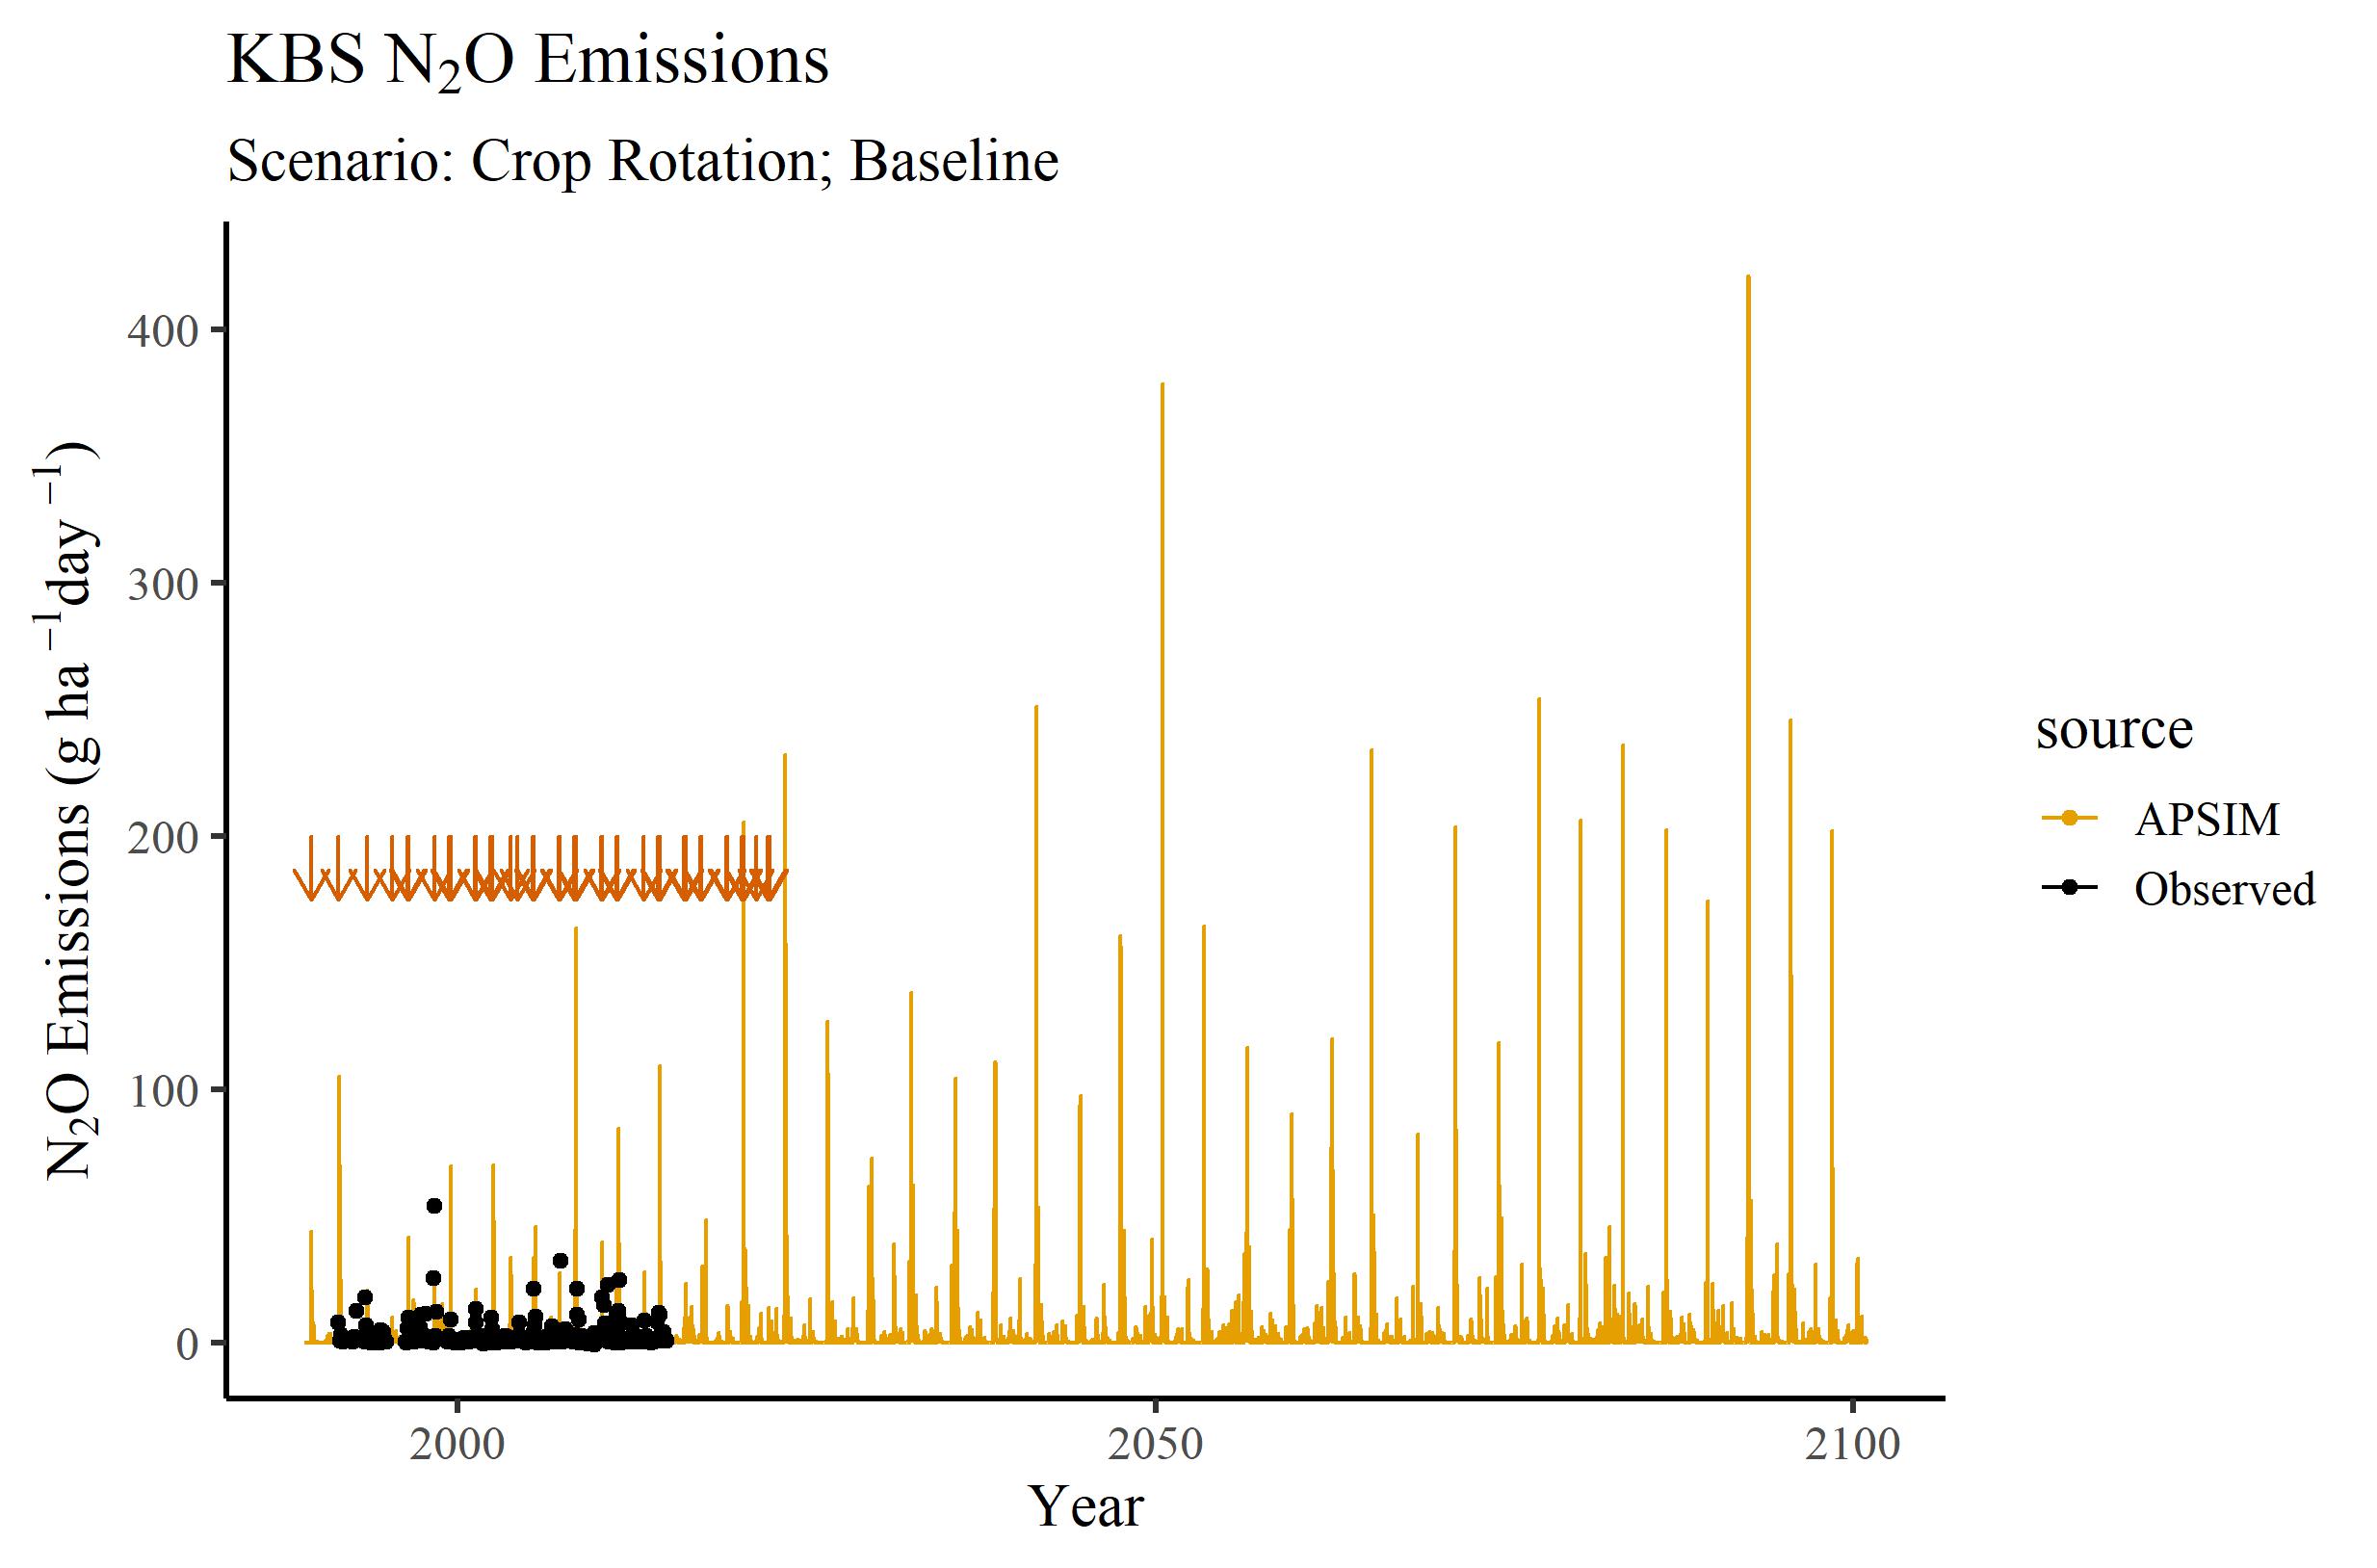 KBS N₂O Emissions
Scenario: Crop Rotation; Baseline
N₂O Emissions (g ha⁻¹day⁻¹)
400
300
200
100
0
2000
2050
2100
Year
source
APSIM
Observed